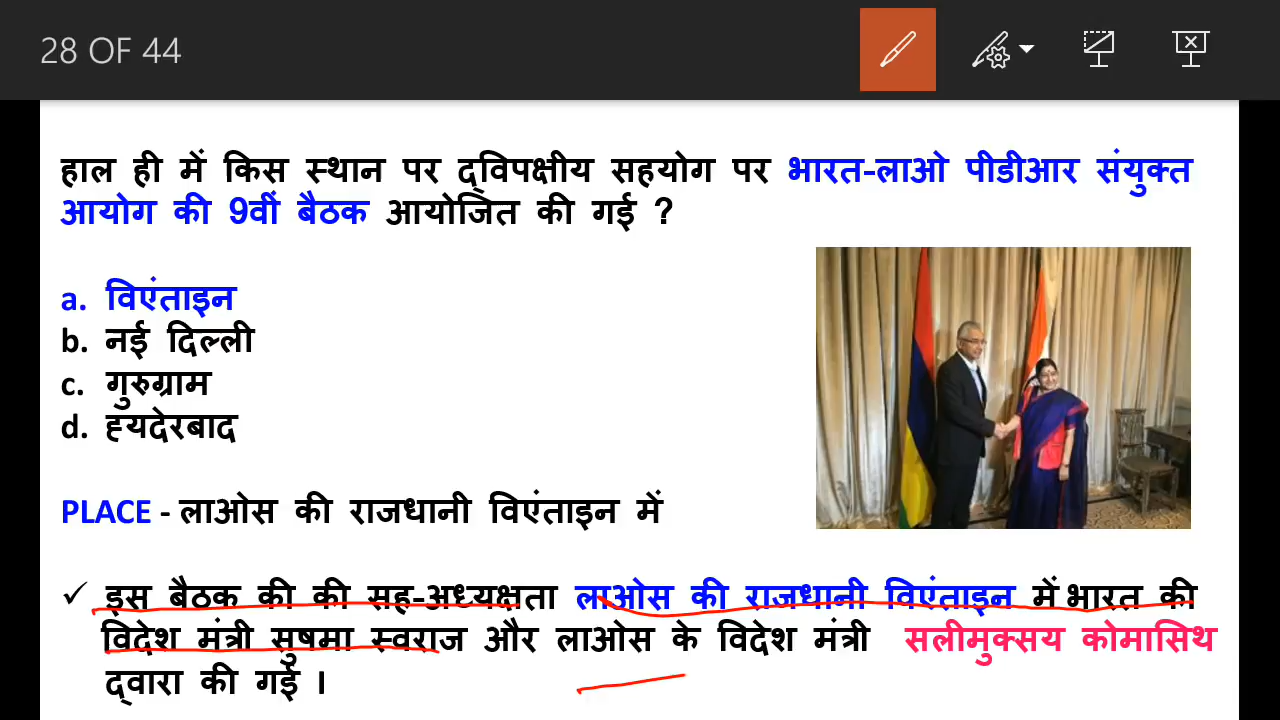 28 OF 44
हाल ही में किस स्थान पर द्विपक्षीय सहयोग पर भारत-लाओ पीडीआर संयुक्त
आयोग की 9वीं बैठक आयोजित की गई ?
a. विएंताइन
b. नई दिल्ली
c. गुरुग्राम
d. ह्यदेरबाद
PLACE - लाओस की राजधानी विएंताइन में
✓ इस बैठक की की सह-अध्यक्षता लाओस की राजधानी विएंताइन में भारत की
विदेश मंत्री सुषमा स्वराज और लाओस के विदेश मंत्री सलीमुक्सय कोमासिथ
द्वारा की गई ।